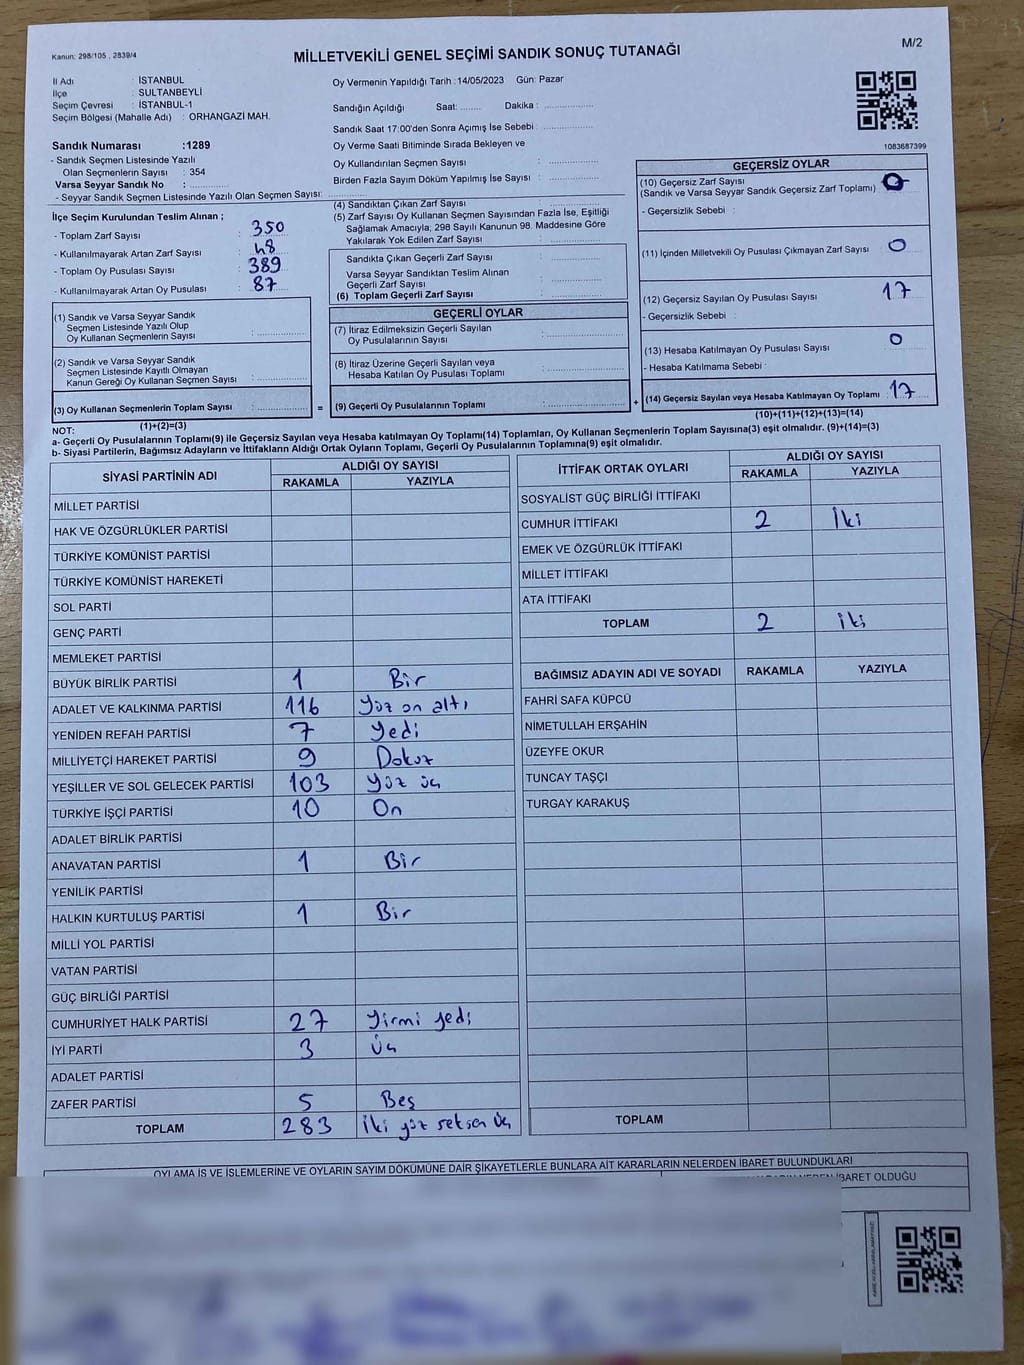 Kanun: 298/105 , 2839/4
MİLLETVEKİLİ GENEL SEÇİMİ SANDIK SONUÇ TUTANAĞI
M/2
İl Adı : İSTANBUL
İlçe : SULTANBEYLİ
Seçim Çevresi : İSTANBUL-1
Seçim Bölgesi (Mahalle Adı) : ORHANGAZİ MAH.
Oy Vermenin Yapıldığı Tarih :14/05/2023 Gün: Pazar
Sandığın Açıldığı Saat:........ Dakika : ..................
Sandık Saat 17:00'den Sonra Açımış İse Sebebi : ..................
Sandık Numarası :1289
- Sandık Seçmen Listesinde Yazılı
Olan Seçmenlerin Sayısı : 354
Varsa Seyyar Sandık No : ..................
- Seyyar Sandık Seçmen Listesinde Yazılı Olan Seçmen Sayısı:
Oy Verme Saati Bitiminde Sırada Bekleyen ve
Oy Kullandırılan Seçmen Sayısı : ..................
Birden Fazla Sayım Döküm Yapılmış İse Sayısı : ..................
1083687399
İlçe Seçim Kurulundan Teslim Alınan ;
- Toplam Zarf Sayısı : 350
- Kullanılmayarak Artan Zarf Sayısı : 48
- Toplam Oy Pusulası Sayısı : 389
- Kullanılmayarak Artan Oy Pusulası : 87
(4) Sandıktan Çıkan Zarf Sayısı : ..................
(5) Zarf Sayısı Oy Kullanan Seçmen Sayısından Fazla İse, Eşitliği
Sağlamak Amacıyla; 298 Sayılı Kanunun 98. Maddesine Göre
Yakılarak Yok Edilen Zarf Sayısı : ..................
Sandıkta Çıkan Geçerli Zarf Sayısı : ..................
Varsa Seyyar Sandıktan Teslim Alınan
Geçerli Zarf Sayısı : ..................
(6) Toplam Geçerli Zarf Sayısı : ..................
GEÇERSİZ OYLAR
(10) Geçersiz Zarf Sayısı : 0
(Sandık ve Varsa Seyyar Sandık Geçersiz Zarf Toplamı)
- Geçersizlik Sebebi :
(11) İçinden Milletvekili Oy Pusulası Çıkmayan Zarf Sayısı : 0
(12) Geçersiz Sayılan Oy Pusulası Sayısı : 17
- Geçersizlik Sebebi :
(13) Hesaba Katılmayan Oy Pusulası Sayısı : 0
- Hesaba Katılmama Sebebi :
(14) Geçersiz Sayılan veya Hesaba Katılmayan Oy Toplamı : 17
(10)+(11)+(12)+(13)=(14)
(1) Sandık ve Varsa Seyyar Sandık
Seçmen Listesinde Yazılı Olup
Oy Kullanan Seçmenlerin Sayısı : ..................
(2) Sandık ve Varsa Seyyar Sandık
Seçmen Listesinde Kayıtlı Olmayan
Kanun Gereği Oy Kullanan Seçmen Sayısı : ..................
(3) Oy Kullanan Seçmenlerin Toplam Sayısı : ..................
(1)+(2)=(3)
=
GEÇERLİ OYLAR
(7) İtiraz Edilmeksizin Geçerli Sayılan
Oy Pusulalarının Sayısı : ..................
(8) İtiraz Üzerine Geçerli Sayılan veya
Hesaba Katılan Oy Pusulası Toplamı : ..................
(9) Geçerli Oy Pusulalarının Toplamı : ..................
+
NOT:
a- Geçerli Oy Pusulalarının Toplamı(9) ile Geçersiz Sayılan veya Hesaba katılmayan Oy Toplamı(14) Toplamları, Oy Kullanan Seçmenlerin Toplam Sayısına(3) eşit olmalıdır. (9)+(14)=(3)
b- Siyasi Partilerin, Bağımsız Adayların ve İttifakların Aldığı Ortak Oyların Toplamı, Geçerli Oy Pusulalarının Toplamına(9) eşit olmalıdır.
SİYASİ PARTİNİN ADI ALDIĞI OY SAYISI
RAKAMLA YAZIYLA
MİLLET PARTİSİ
HAK VE ÖZGÜRLÜKLER PARTİSİ
TÜRKİYE KOMÜNİST PARTİSİ
TÜRKİYE KOMÜNİST HAREKETİ
SOL PARTİ
GENÇ PARTİ
MEMLEKET PARTİSİ
BÜYÜK BİRLİK PARTİSİ 1 Bir
ADALET VE KALKINMA PARTİSİ 116 Yüz on altı
YENİDEN REFAH PARTİSİ 7 Yedi
MİLLİYETÇİ HAREKET PARTİSİ 9 Dokuz
YEŞİLLER VE SOL GELECEK PARTİSİ 103 Yüz üç
TÜRKİYE İŞÇİ PARTİSİ 10 On
ADALET BİRLİK PARTİSİ
ANAVATAN PARTİSİ 1 Bir
YENİLİK PARTİSİ
HALKIN KURTULUŞ PARTİSİ 1 Bir
MİLLİ YOL PARTİSİ
VATAN PARTİSİ
GÜÇ BİRLİĞİ PARTİSİ
CUMHURİYET HALK PARTİSİ 27 Yirmi yedi
İYİ PARTİ 3 Üç
ADALET PARTİSİ
ZAFER PARTİSİ 5 Beş
TOPLAM 283 İki yüz seksen üç
İTTİFAK ORTAK OYLARI ALDIĞI OY SAYISI
RAKAMLA YAZIYLA
SOSYALİST GÜÇ BİRLİĞİ İTTİFAKI
CUMHUR İTTİFAKI 2 İki
EMEK VE ÖZGÜRLÜK İTTİFAKI
MİLLET İTTİFAKI
ATA İTTİFAKI
TOPLAM 2 İki
BAĞIMSIZ ADAYIN ADI VE SOYADI RAKAMLA YAZIYLA
FAHRİ SAFA KÜPCÜ
NİMETULLAH ERŞAHİN
ÜZEYFE OKUR
TUNCAY TAŞÇI
TURGAY KARAKUŞ
TOPLAM
OYLAMA İŞ VE İŞLEMLERİNE VE OYLARIN SAYIM DÖKÜMÜNE DAİR ŞİKAYETLERLE BUNLARA AİT KARARLARIN NELERDEN İBARET BULUNDUKLARI
NEDEN İBARET OLDUĞU